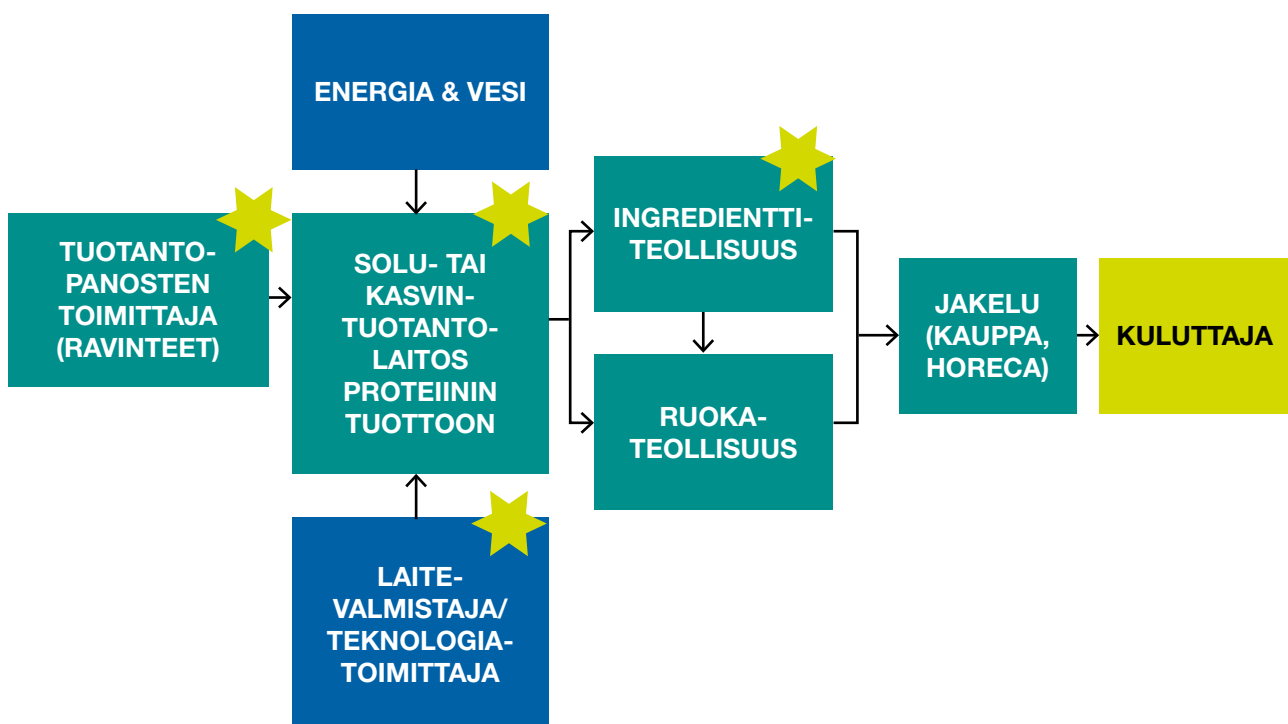 ENERGIA & VESI
TUOTANTO-
PANOSTEN
TOIMITTAJA
(RAVINTEET)
SOLU- TAI
KASVIN-
TUOTANTO-
LAITOS
PROTEIININ
TUOTTOON
LAITE-
VALMISTAJA/
TEKNOLOGIA-
TOIMITTAJA
INGREDIENTTI-
TEOLLISUUS
RUOKA-
TEOLLISUUS
JAKELU
(KAUPPA,
HORECA)
KULUTTAJA